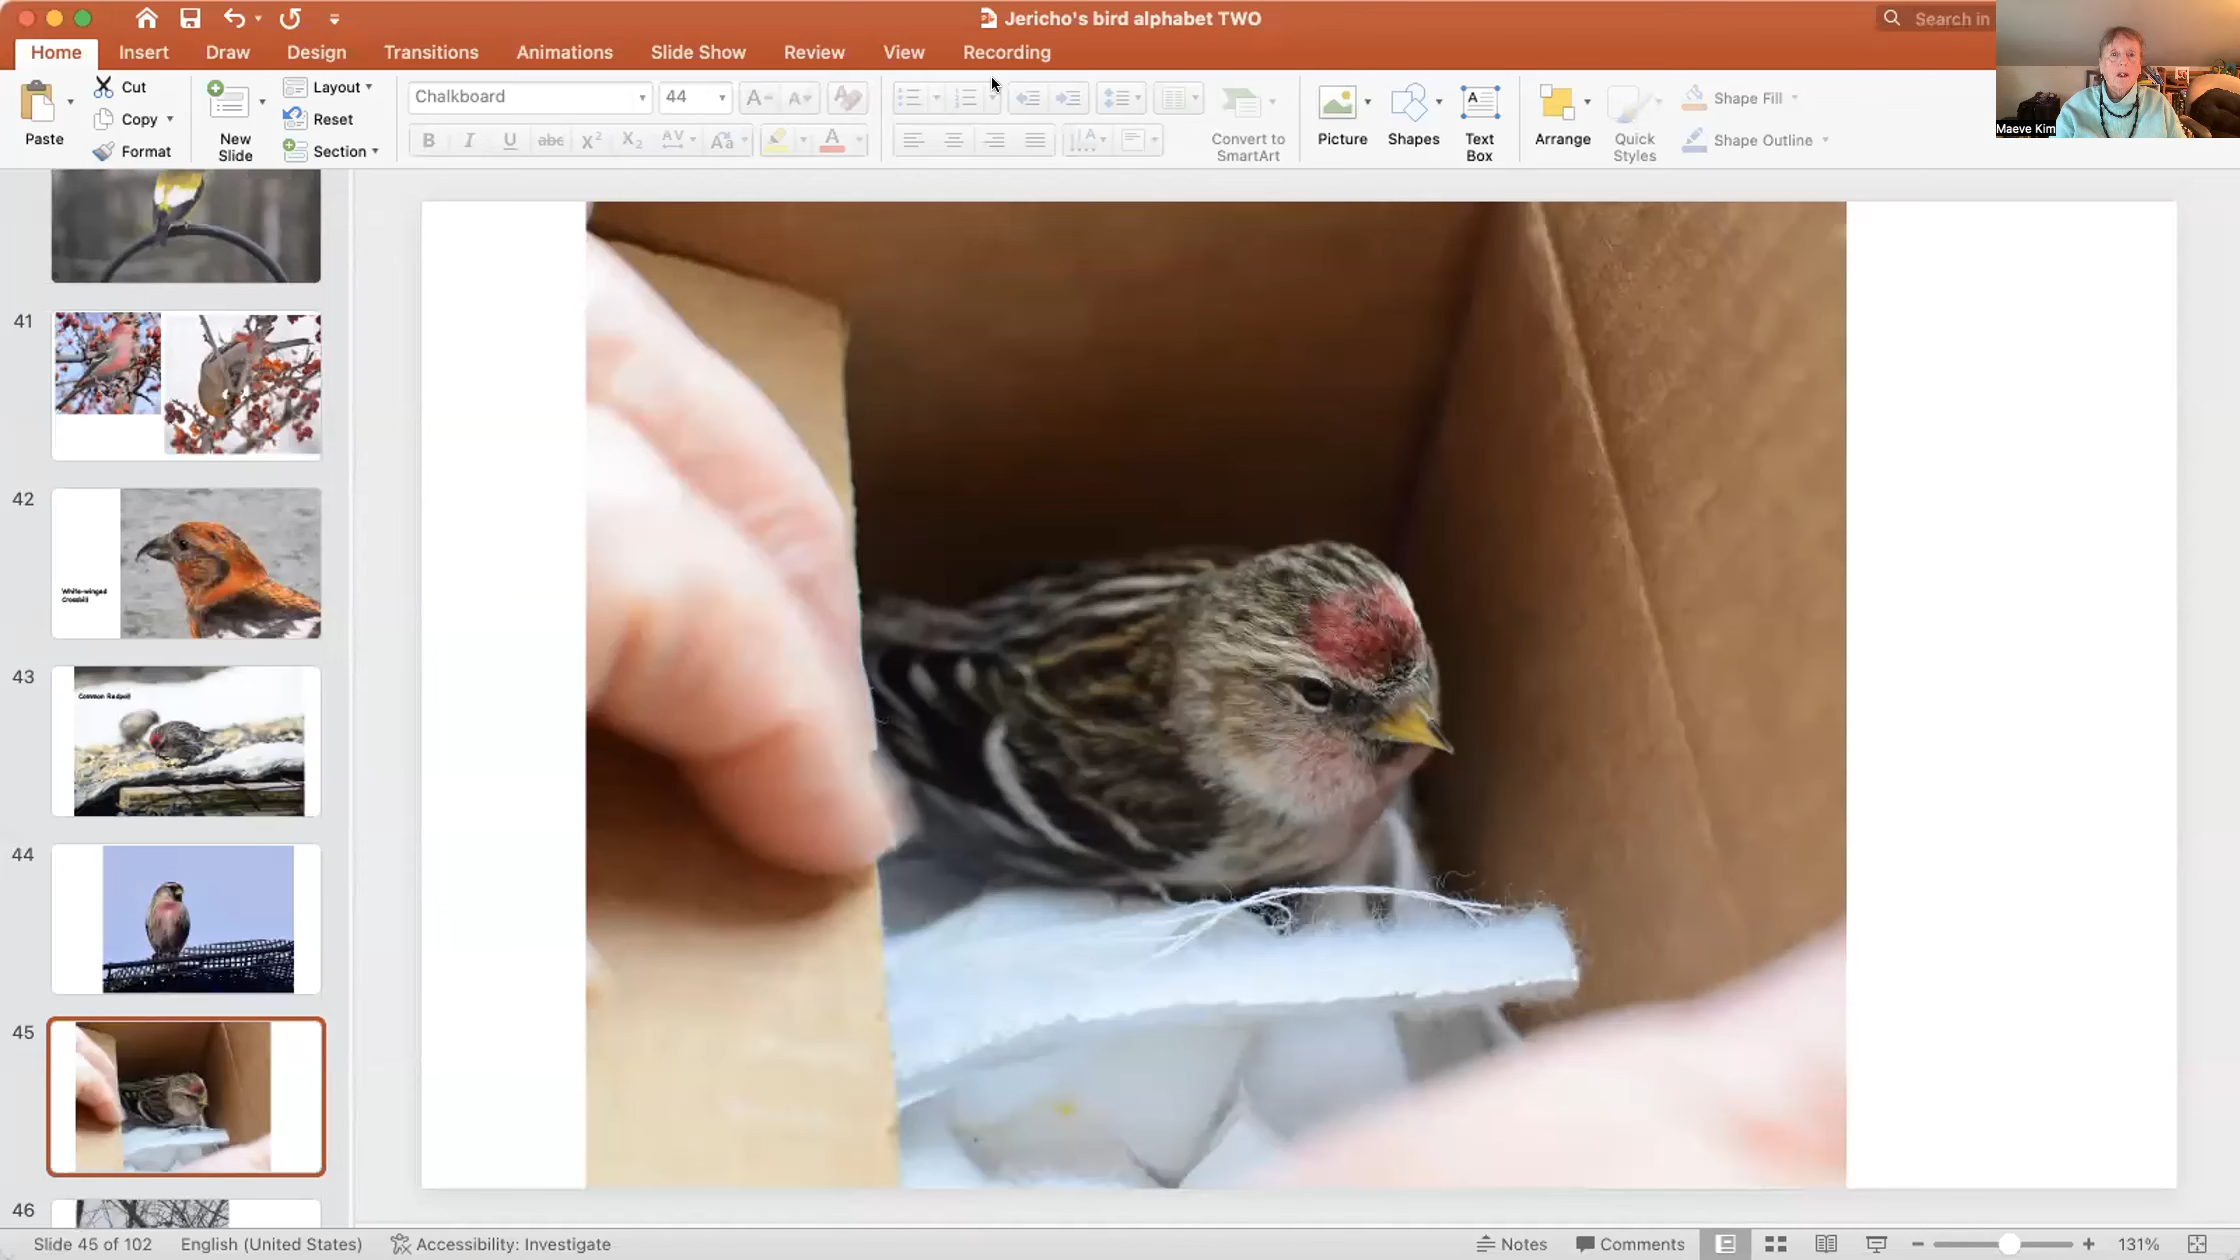 Jericho's bird alphabet TWO
Search in
Home Insert Draw Design Transitions Animations Slide Show Review View Recording
Paste
Cut
Copy
Format
New
Slide
Layout
Reset
Section
Chalkboard 44
Convert to
SmartArt
Picture
Shapes
Text
Box
Arrange
Quick
Styles
Shape Fill
Shape Outline
Maeve Kim
41
42
White-winged
Crossbill
43
Common Redpoll
44
45
46
Slide 45 of 102 English (United States) Accessibility: Investigate Notes Comments 131%